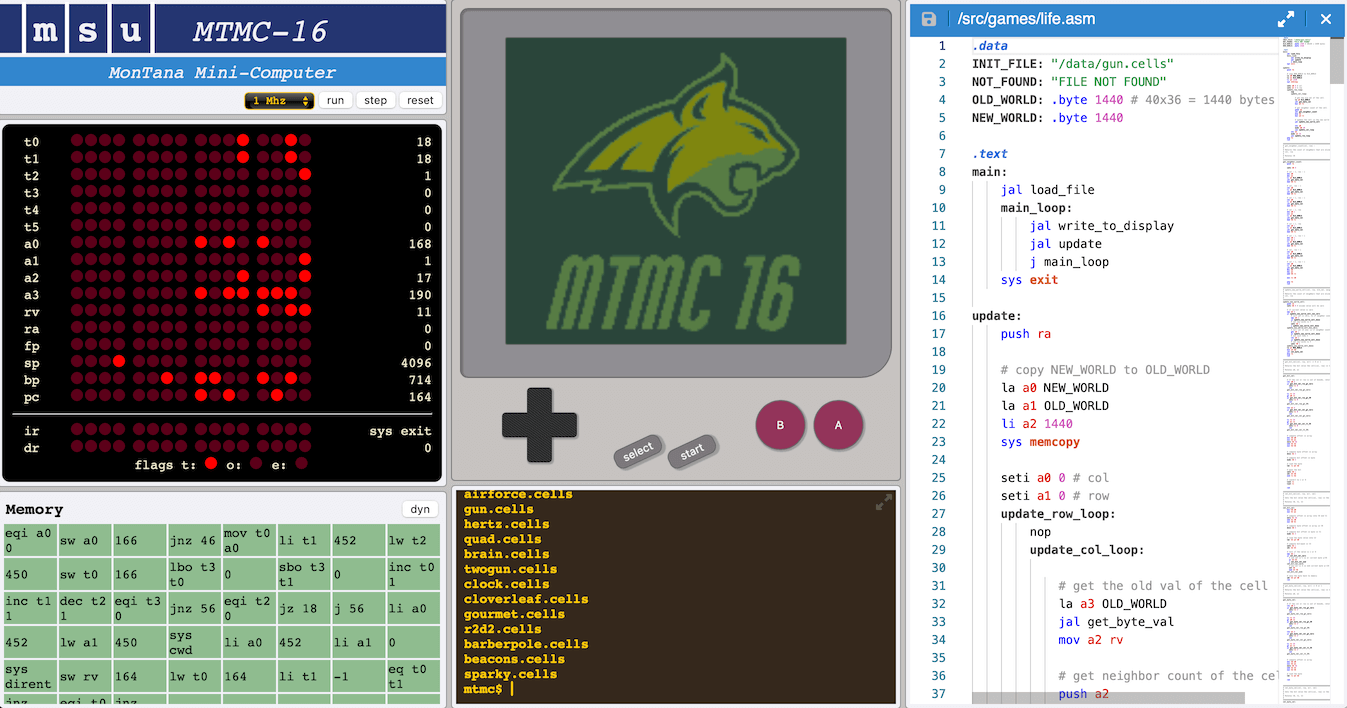 msu MTMC-16
MonTana Mini-Computer
1 Mhz run step reset
t0 18
t1 18
t2 1
t3 0
t4 0
t5 0
a0 168
a1 1
a2 17
a3 190
rv 11
ra 0
fp 0
sp 4096
bp 714
pc 164
ir sys exit
dr
flags t: o: e:
Memory dyn
eqi a0 0 sw a0 166 jnz 46 mov t0 a0 li t1 452 lw t2
450 sw t0 166 lbo t3 t0 sbo t3 t1 0 inc t0 1
inc t1 1 dec t2 1 eqi t3 0 jnz 56 eqi t2 0 jz 18 j 56 li a0
452 lw a1 450 sys cwd li a0 452 li a1 0
sys dirent sw rv 164 lw t0 164 li t1 -1 eq t0 t1
MTMC 16
select start B A
airforce.cells
gun.cells
hertz.cells
quad.cells
brain.cells
twogun.cells
clock.cells
cloverleaf.cells
gourmet.cells
r2d2.cells
barberpole.cells
beacons.cells
sparky.cells
mtmc$
/src/games/life.asm
1 .data
2 INIT_FILE: "/data/gun.cells"
3 NOT_FOUND: "FILE NOT FOUND"
4 OLD_WORLD: .byte 1440 # 40x36 = 1440 bytes
5 NEW_WORLD: .byte 1440
6
7 .text
8 main:
9 jal load_file
10 main_loop:
11 jal write_to_display
12 jal update
13 j main_loop
14 sys exit
15
16 update:
17 push ra
18
19 # copy NEW_WORLD to OLD_WORLD
20 la a0 NEW_WORLD
21 la a1 OLD_WORLD
22 li a2 1440
23 sys memcopy
24
25 seti a0 0 # col
26 seti a1 0 # row
27 update_row_loop:
28
29 update_col_loop:
30
31 # get the old val of the cell
32 la a3 OLD_WORLD
33 jal get_byte_val
34 mov a2 rv
35
36 # get neighbor count of the ce
37 push a2